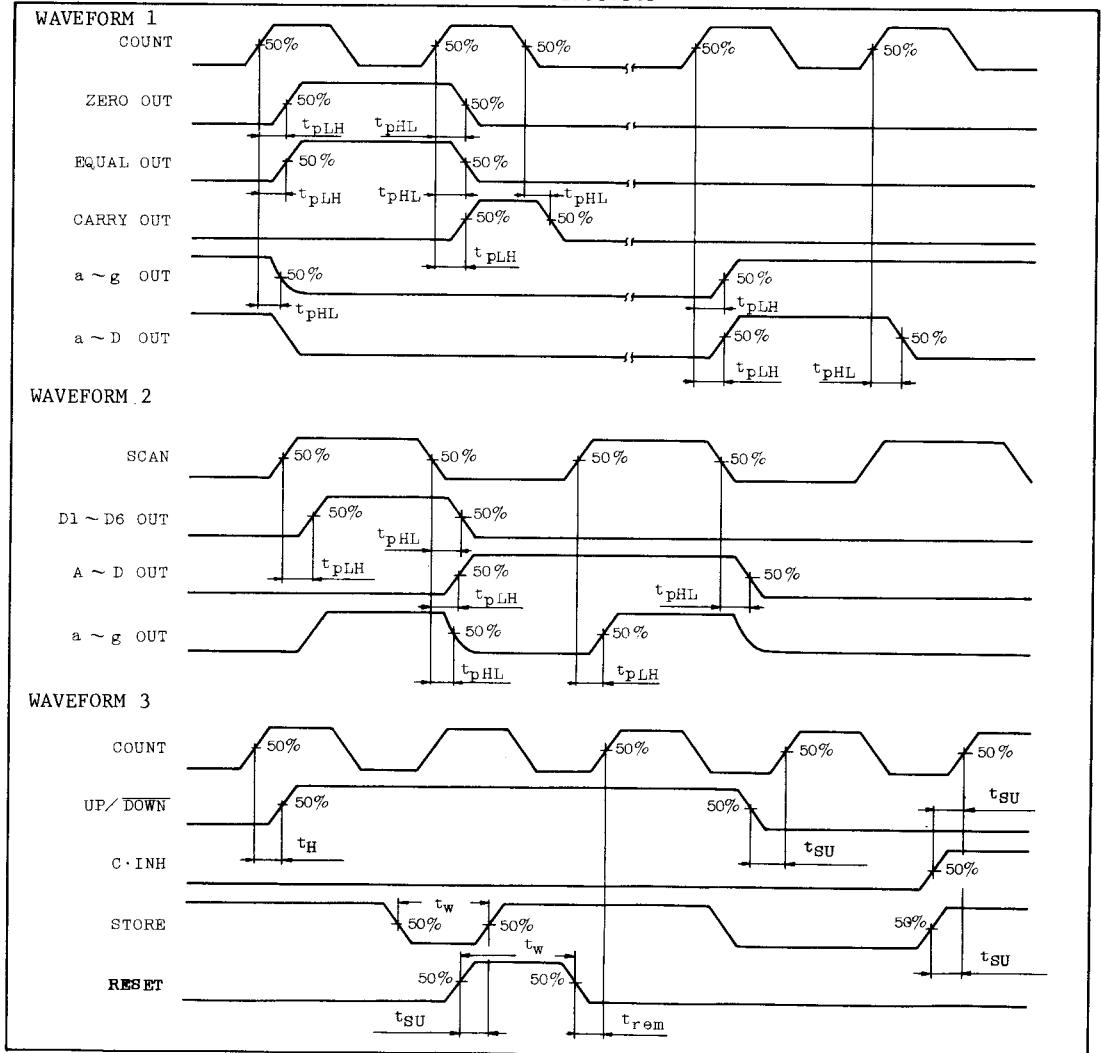 WAVEFORM 1
COUNT
50% 50% 50% 50% 50%
ZERO OUT
50% 50%
tpLH tpHL
EQUAL OUT
50% 50%
tpLH tpHL tpHL
CARRY OUT
50% 50%
tpLH
a ~ g OUT
50% 50%
tpHL tpLH
a ~ D OUT
50% 50%
tpLH tpHL
WAVEFORM 2
SCAN
50% 50% 50% 50%
D1 ~ D6 OUT
50% 50%
tpLH tpHL
A ~ D OUT
50% 50%
tpLH tpHL
a ~ g OUT
50% 50%
tpHL tpLH
WAVEFORM 3
COUNT
50% 50% 50% 50%
UP/DOWN
50% 50%
tH tSU tSU
C·INH
50%
STORE
tw
50% 50% 50%
tSU
RESET
tw
50% 50%
tSU trem